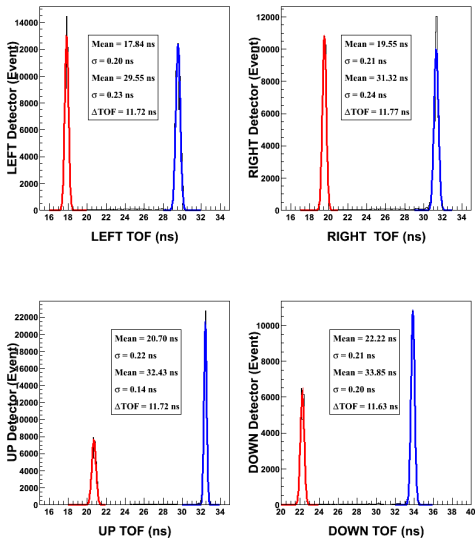 14000
12000
10000
8000
6000
4000
2000
0
LEFT Detector (Event)
Mean = 17.84 ns
σ = 0.20 ns
Mean = 29.55 ns
σ = 0.23 ns
ΔTOF = 11.72 ns
16 18 20 22 24 26 28 30 32 34
LEFT TOF (ns)
12000
10000
8000
6000
4000
2000
0
RIGHT Detector (Event)
Mean = 19.55 ns
σ = 0.21 ns
Mean = 31.32 ns
σ = 0.24 ns
ΔTOF = 11.77 ns
16 18 20 22 24 26 28 30 32 34
RIGHT TOF (ns)
22000
20000
18000
16000
14000
12000
10000
8000
6000
4000
2000
0
UP Detector (Event)
Mean = 20.70 ns
σ = 0.22 ns
Mean = 32.43 ns
σ = 0.14 ns
ΔTOF = 11.72 ns
16 18 20 22 24 26 28 30 32 34
UP TOF (ns)
10000
8000
6000
4000
2000
0
DOWN Detector (Event)
Mean = 22.22 ns
σ = 0.21 ns
Mean = 33.85 ns
σ = 0.20 ns
ΔTOF = 11.63 ns
20 22 24 26 28 30 32 34 36 38 40
DOWN TOF (ns)